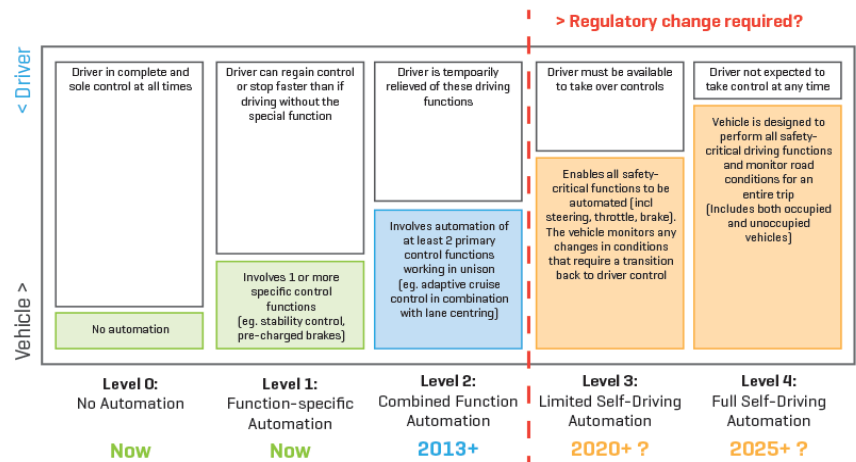 > Regulatory change required?
< Driver
Vehicle >
Driver in complete and
sole control at all times
No automation
Driver can regain control
or stop faster than if
driving without the
special function
Involves 1 or more
specific control
functions
(eg. stability control,
pre-charged brakes)
Driver is tempoarily
relieved of these driving
functions
Involves automation of
at least 2 primary
control functions
working in unison
(eg. adaptive cruise
control in combination
with lane centring)
Driver must be available
to take over controls
Enables all safety-
critical functions to be
automated (incl
steering, throttle, brake).
The vehicle monitors any
changes in conditions
that require a transition
back to driver control
Driver not expected to
take control at any time
Vehicle is designed to
perform all safety-
critical driving functions
and monitor road
conditions for an
entire trip
(Includes both occupied
and unoccupied
vehicles)
Level 0:
No Automation
Now
Level 1:
Function-specific
Automation
Now
Level 2:
Combined Function
Automation
2013+
Level 3:
Limited Self-Driving
Automation
2020+ ?
Level 4:
Full Self-Driving
Automation
2025+ ?